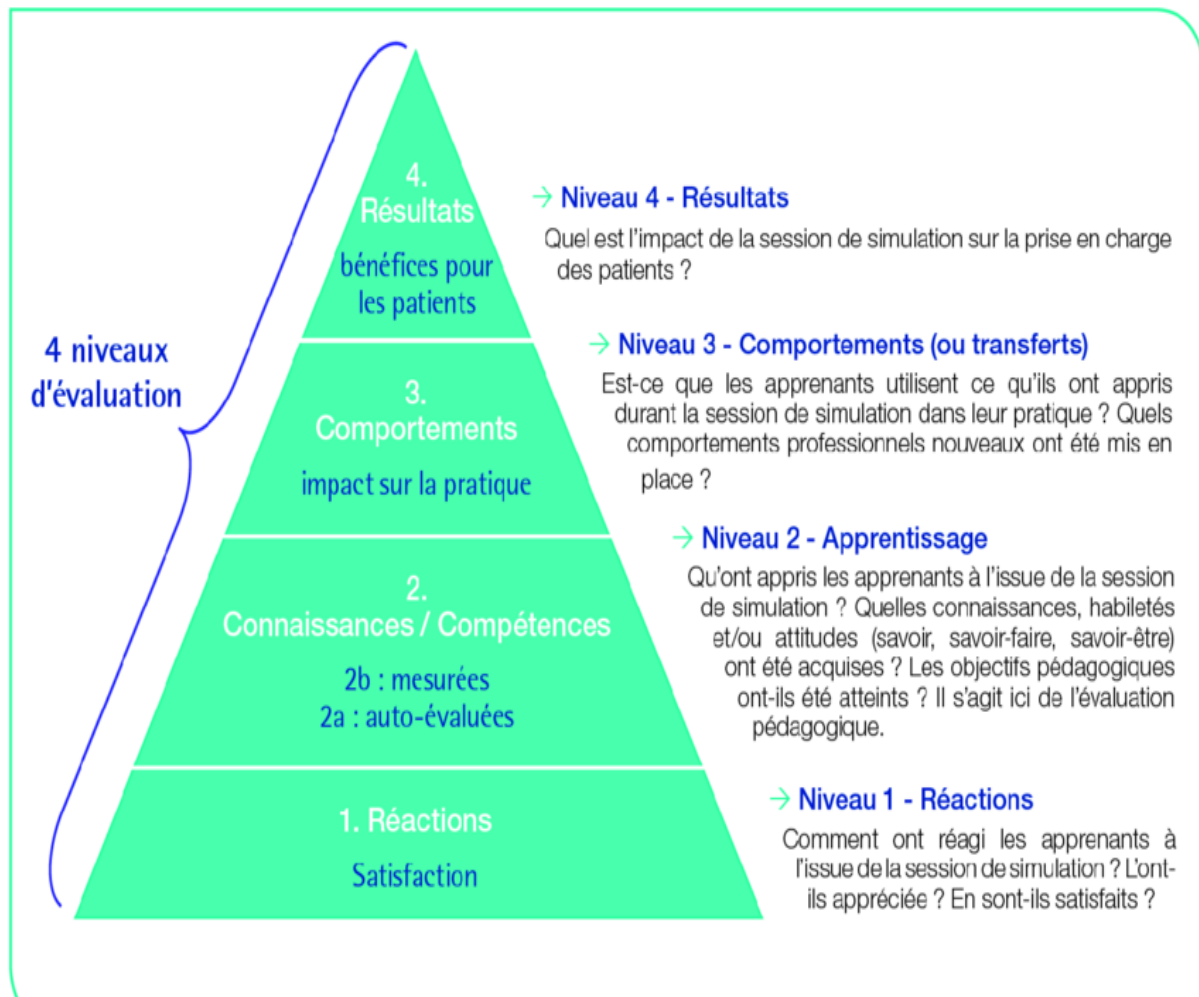 4 niveaux
d'évaluation
4.
Résultats
bénéfices pour
les patients
3.
Comportements
impact sur la pratique
2.
Connaissances / Compétences
2b : mesurées
2a : auto-évaluées
1. Réactions
Satisfaction
→ Niveau 4 - Résultats
Quel est l'impact de la session de simulation sur la prise en charge
des patients ?
→ Niveau 3 - Comportements (ou transferts)
Est-ce que les apprenants utilisent ce qu'ils ont appris
durant la session de simulation dans leur pratique ? Quels
comportements professionnels nouveaux ont été mis en
place ?
→ Niveau 2 - Apprentissage
Qu'ont appris les apprenants à l'issue de la session
de simulation ? Quelles connaissances, habiletés
et/ou attitudes (savoir, savoir-faire, savoir-être)
ont été acquises ? Les objectifs pédagogiques
ont-ils été atteints ? Il s'agit ici de l'évaluation
pédagogique.
→ Niveau 1 - Réactions
Comment ont réagi les apprenants à
l'issue de la session de simulation ? L'ont-
ils appréciée ? En sont-ils satisfaits ?